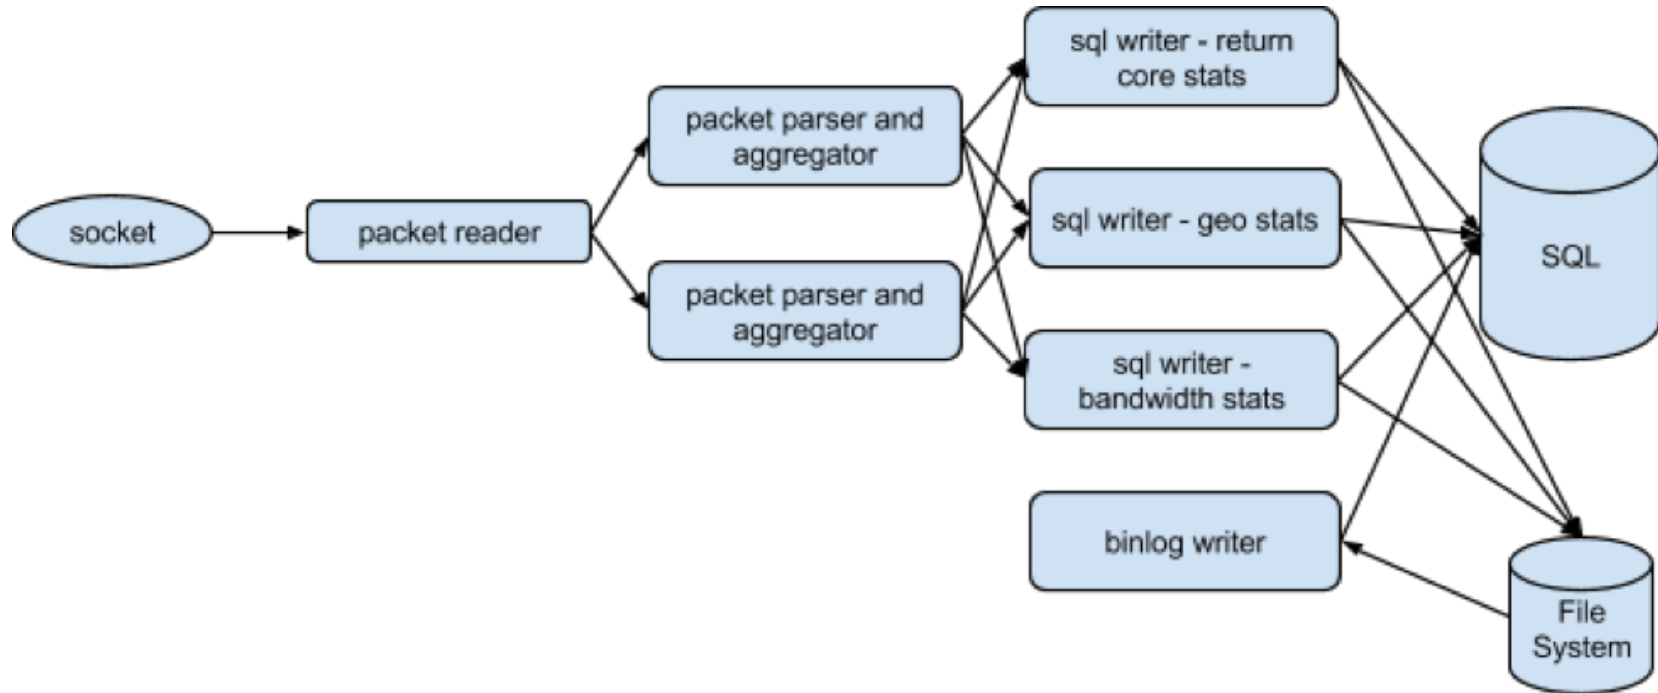 socket
packet reader
packet parser and
aggregator
packet parser and
aggregator
sql writer - return
core stats
sql writer - geo stats
sql writer -
bandwidth stats
binlog writer
SQL
File
System